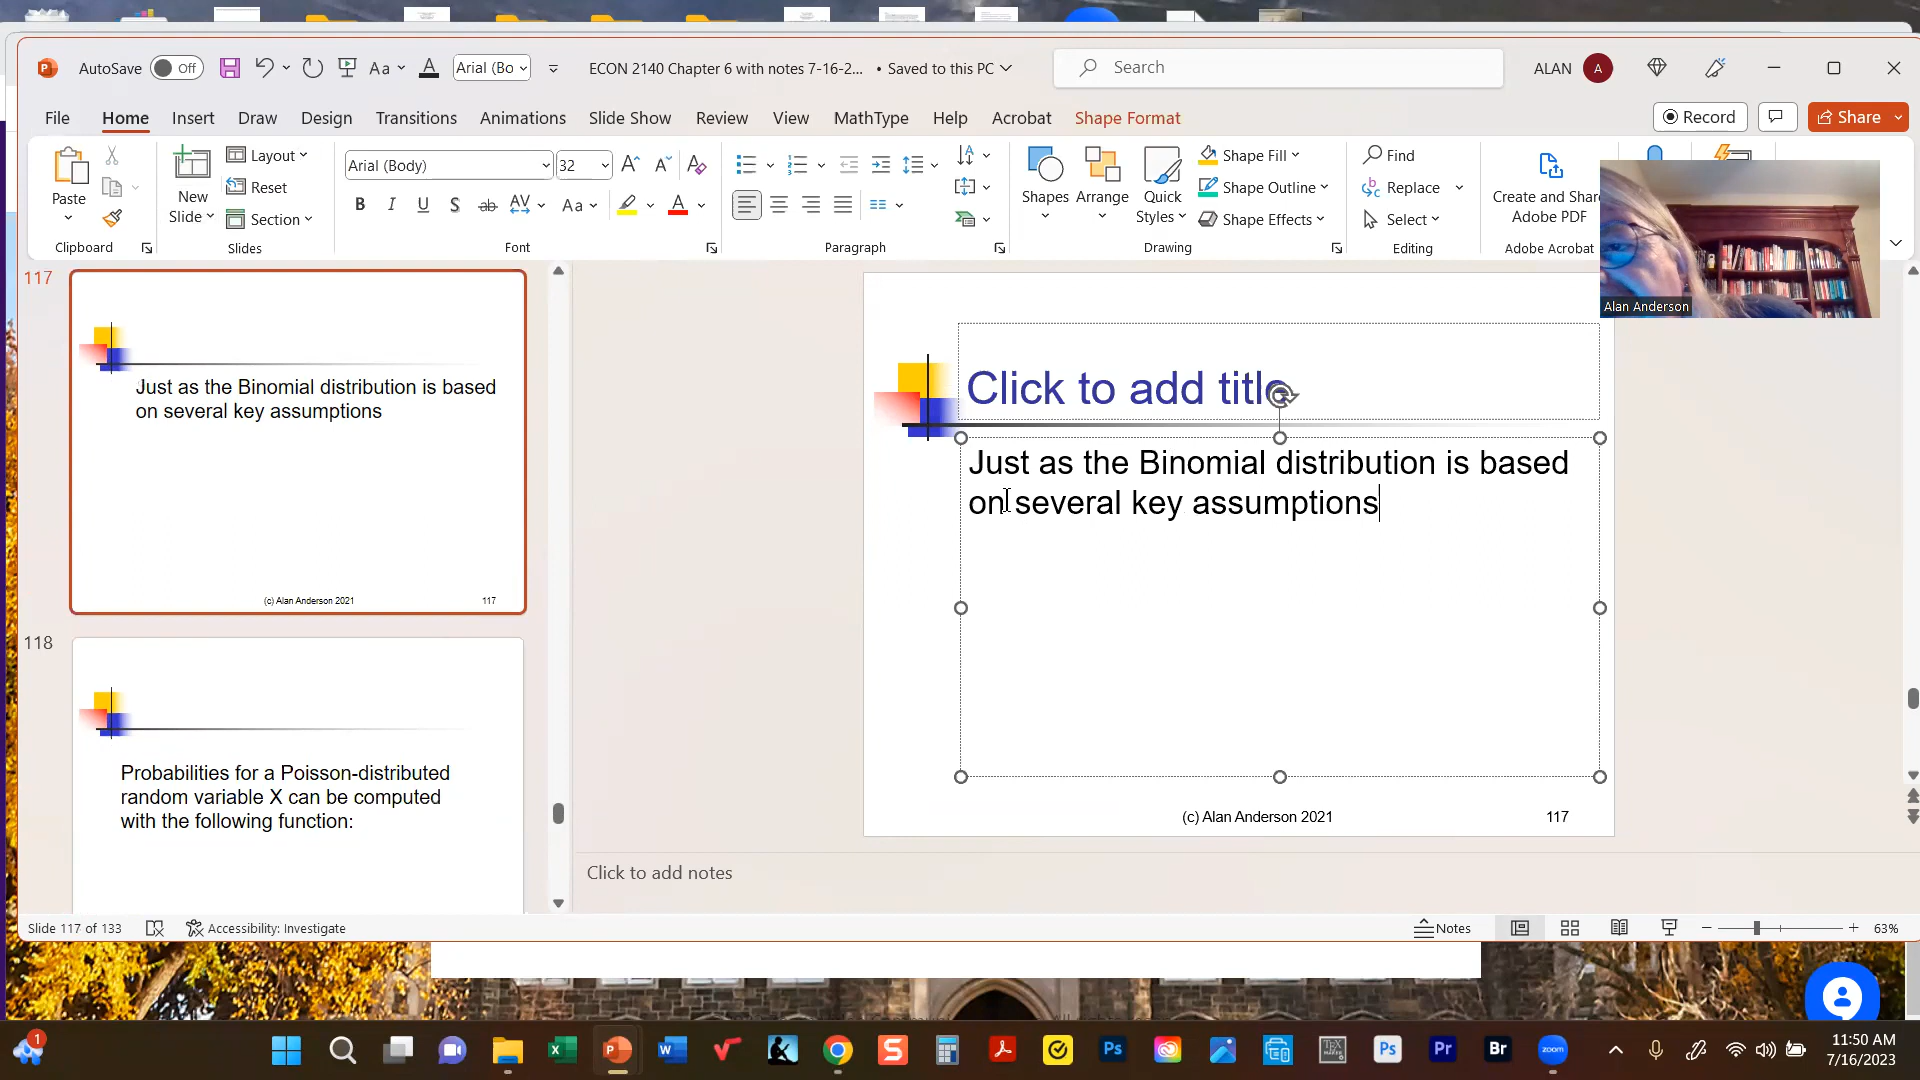 AutoSave Off Aa A Arial (Bo ECON 2140 Chapter 6 with notes 7-16-2... • Saved to this PC Search ALAN A
File Home Insert Draw Design Transitions Animations Slide Show Review View MathType Help Acrobat Shape Format Record Share
Paste
Clipboard
New
Slide
Layout
Reset
Section
Slides
Arial (Body) 32
B I U S ab AV Aa A
Font
Paragraph
Shapes
Arrange
Quick
Styles
Shape Fill
Shape Outline
Shape Effects
Drawing
Find
Replace
Select
Editing
Create and Share
Adobe PDF
Adobe Acrobat
Alan Anderson
117
Just as the Binomial distribution is based
on several key assumptions
(c) Alan Anderson 2021 117
118
Probabilities for a Poisson-distributed
random variable X can be computed
with the following function:
Click to add title
Just as the Binomial distribution is based
on several key assumptions
(c) Alan Anderson 2021 117
Click to add notes
Slide 117 of 133 Accessibility: Investigate Notes 63%
1
11:50 AM
7/16/2023